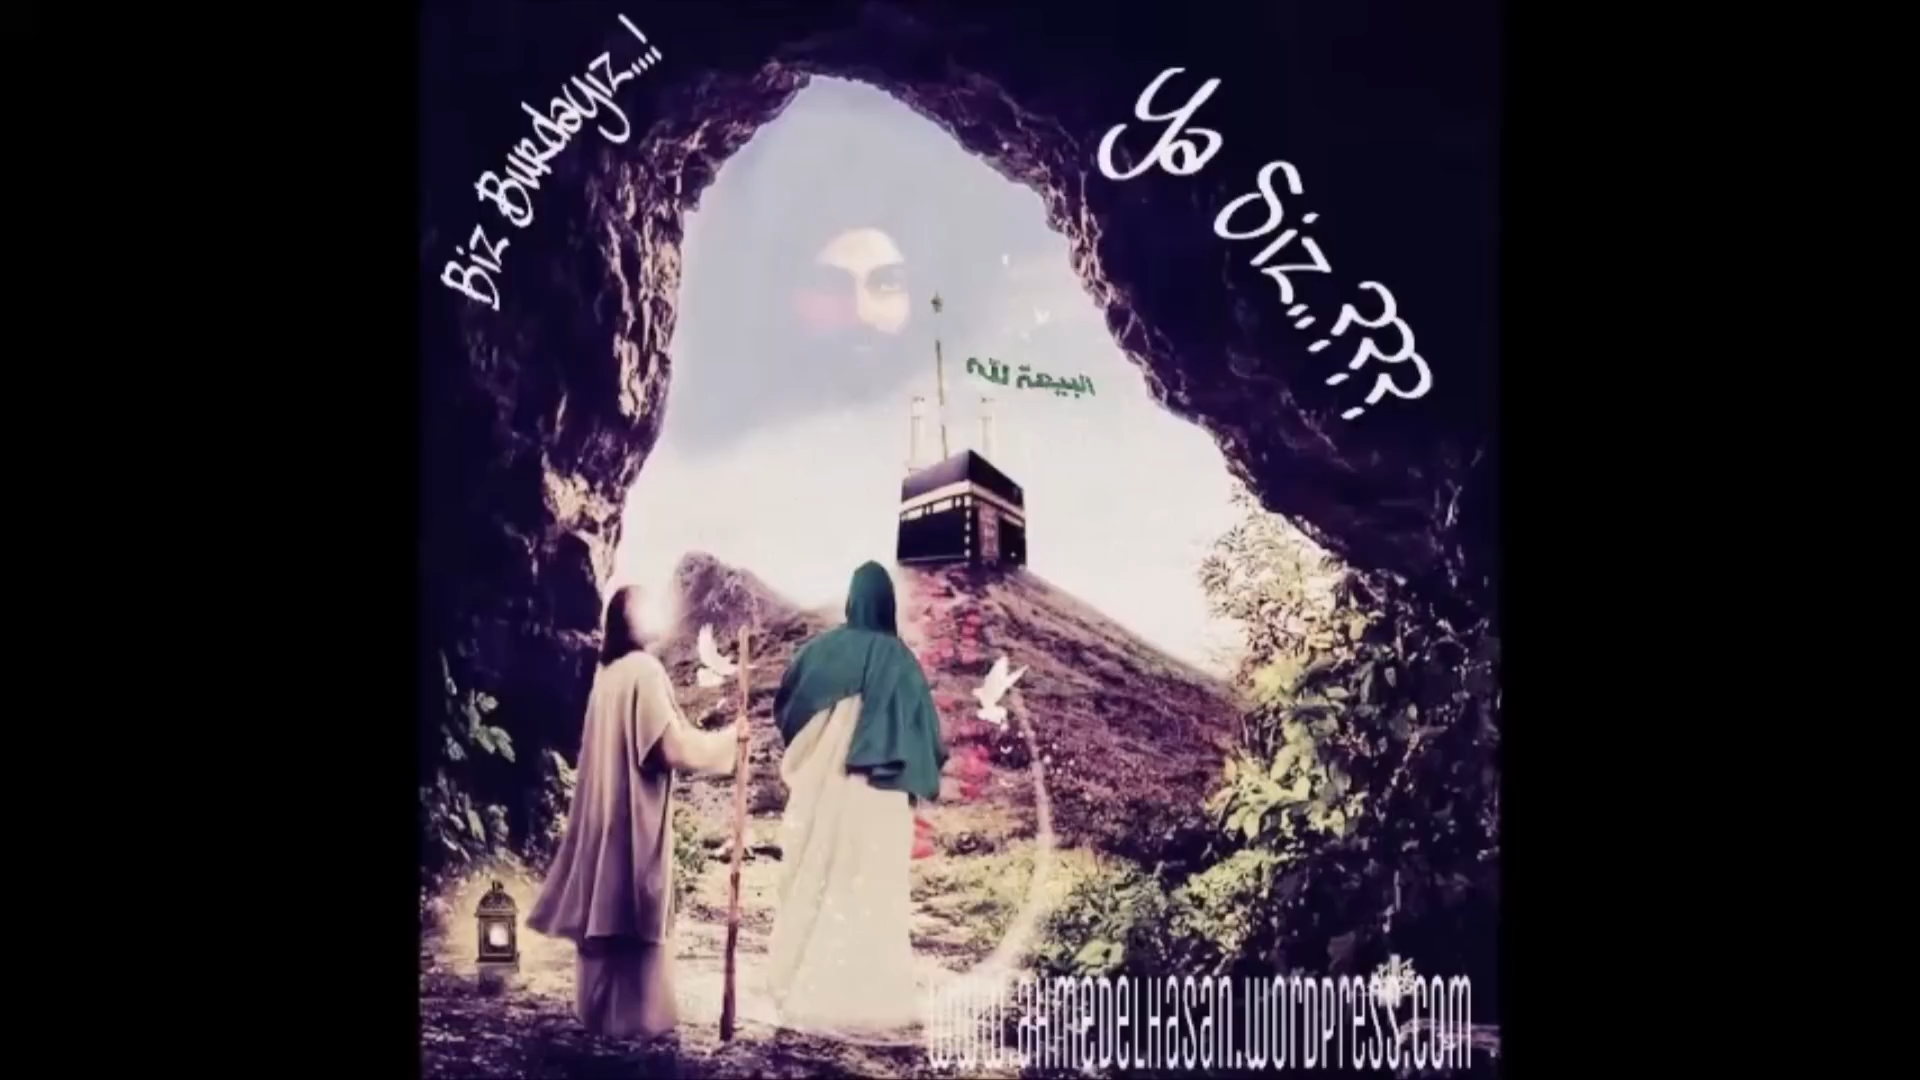 Biz Burdayız...!
Ya Siz...???
البيعة لله
www.ahmedelhasan.wordpress.com